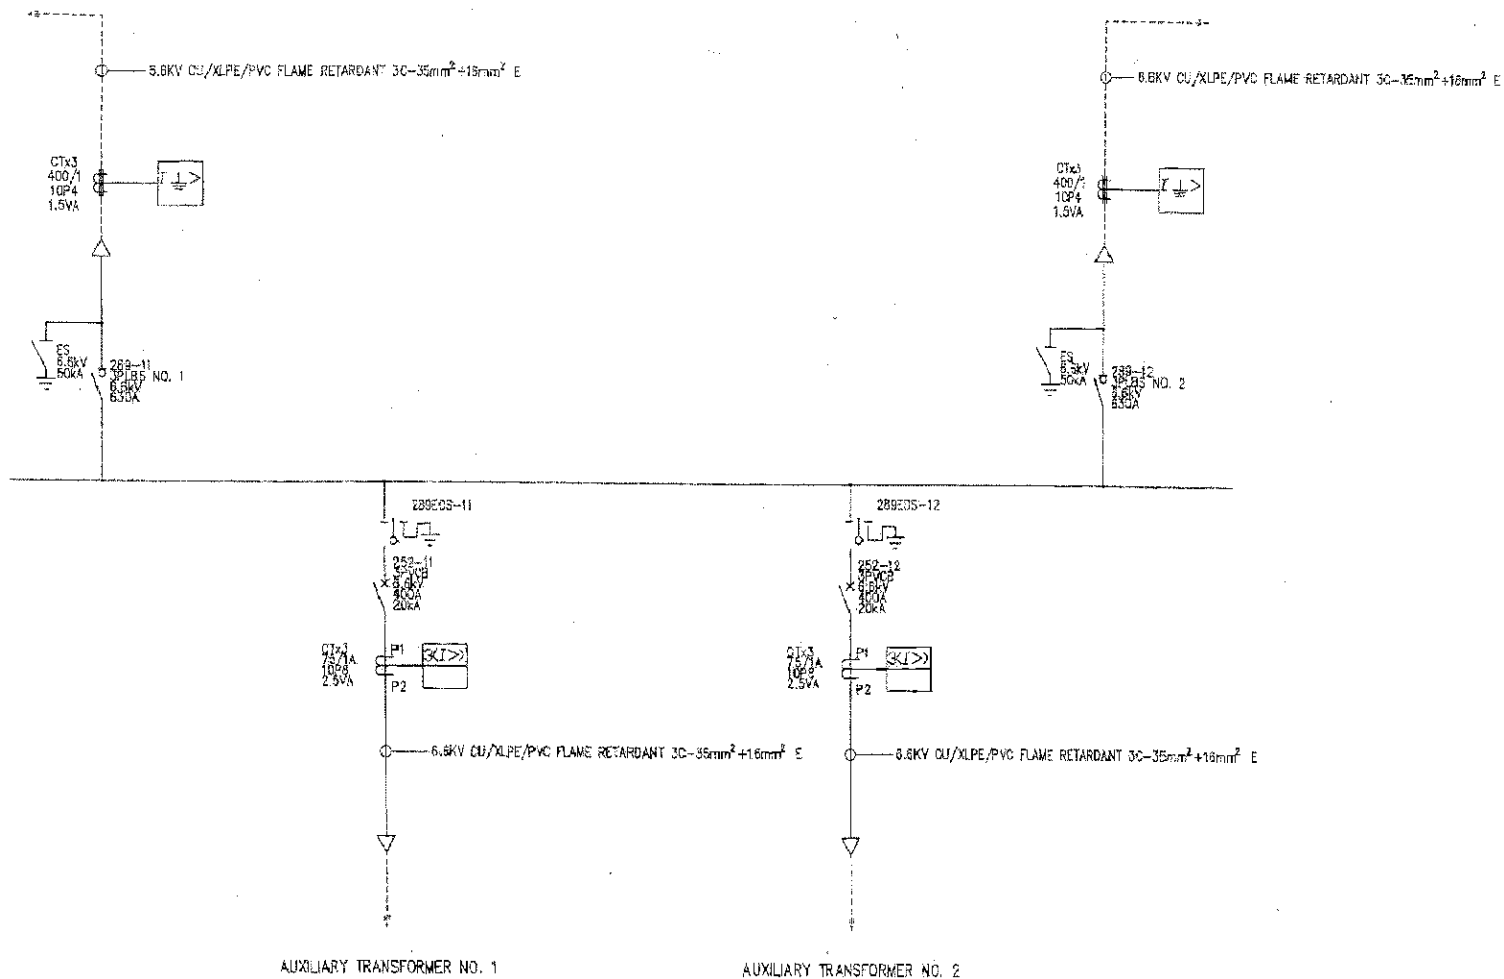 6.6KV CU/XLPE/PVC FLAME RETARDANT 3C-35mm²+16mm² E
6.6KV CU/XLPE/PVC FLAME RETARDANT 3C-35mm²+16mm² E
CTx3
400/1
10P4
1.5VA
I >
CTx3
400/1
10P4
1.5VA
I >
ES
6.6kV
50kA
289-11
3PLBS NO. 1
6.6kV
630A
ES
6.6kV
50kA
289-12
3PLBS NO. 2
6.6kV
630A
289EDS-11
289EDS-12
252-11
3PVCB
6.6kV
400A
20kA
252-12
3PVCB
6.6kV
400A
20kA
CTx3
75/1A
10P8
2.5VA
P1
P2
3(I>)
CTx3
75/1A
10P8
2.5VA
P1
P2
3(I>)
6.6KV CU/XLPE/PVC FLAME RETARDANT 3C-35mm²+16mm² E
6.6KV CU/XLPE/PVC FLAME RETARDANT 3C-35mm²+16mm² E
AUXILIARY TRANSFORMER NO. 1
AUXILIARY TRANSFORMER NO. 2